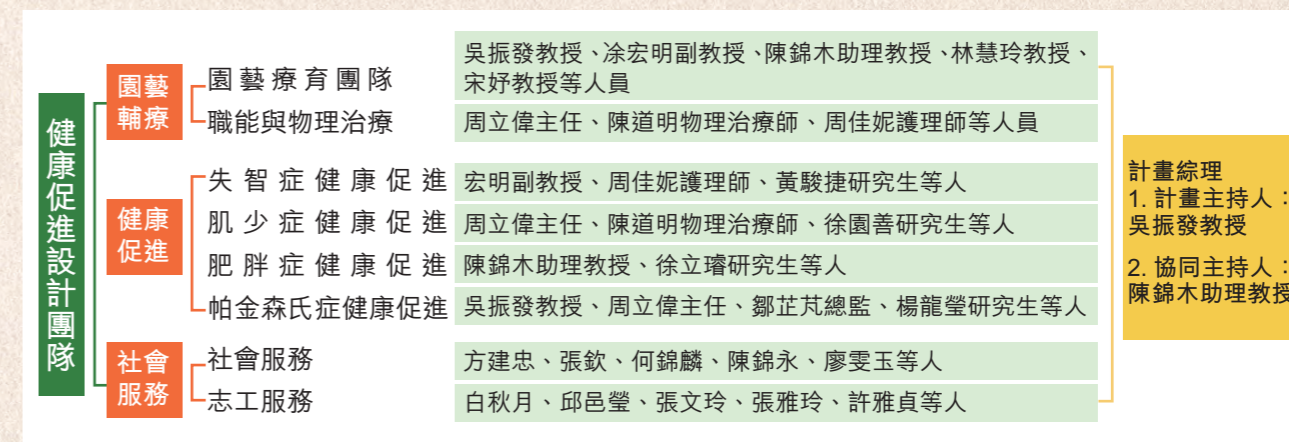 健康促進設計團隊
園藝
輔療
園藝療育團隊
吳振發教授、凃宏明副教授、陳錦木助理教授、林慧玲教授、
宋妤教授等人員
職能與物理治療
周立偉主任、陳道明物理治療師、周佳妮護理師等人員
健康
促進
失智症健康促進
宏明副教授、周佳妮護理師、黃駿捷研究生等人
肌少症健康促進
周立偉主任、陳道明物理治療師、徐園善研究生等人
肥胖症健康促進
陳錦木助理教授、徐立璿研究生等人
帕金森氏症健康促進
吳振發教授、周立偉主任、鄒芷芃總監、楊龍瑩研究生等人
社會
服務
社會服務
方建忠、張欽、何錦麟、陳錦永、廖雯玉等人
志工服務
白秋月、邱邑瑩、張文玲、張雅玲、許雅貞等人
計畫綜理
1. 計畫主持人：
吳振發教授
2. 協同主持人：
陳錦木助理教授